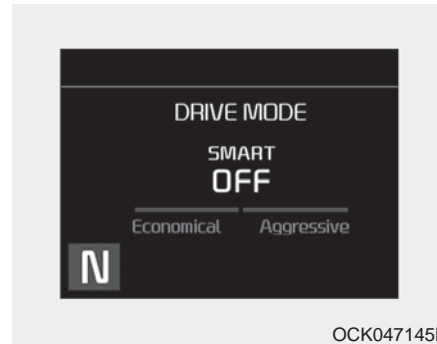 DRIVE MODE
SMART
OFF
Economical Aggressive
N
OCK047145